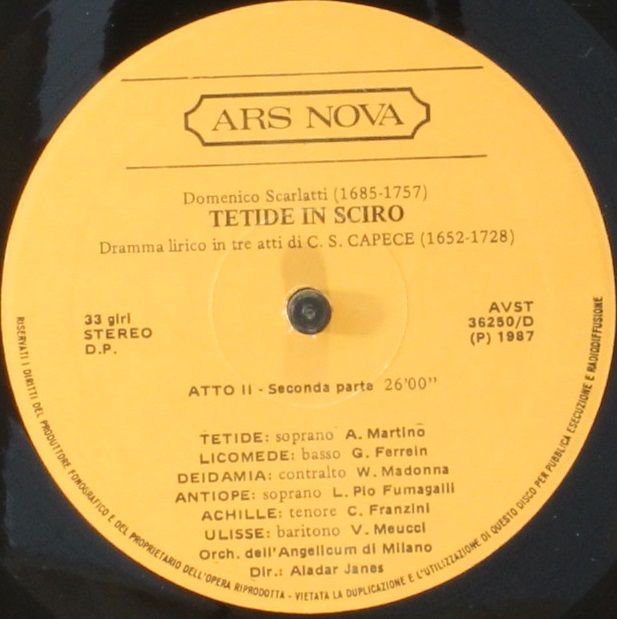 ARS NOVA
Domenico Scarlatti (1685-1757)
TETIDE IN SCIRO
Dramma lirico in tre atti di C. S. CAPECE (1652-1728)
33 giri
STEREO
D.P.
AVST
36250/D
(P) 1987
ATTO II - Seconda parte 26'00"
TETIDE: soprano A. Martino
LICOMEDE: basso G. Ferrein
DEIDAMIA: contralto W. Madonna
ANTIOPE: soprano L. Pio Fumagalli
ACHILLE: tenore C. Franzini
ULISSE: baritono V. Meucci
Orch. dell'Angelicum di Milano
Dir.: Aladar Janes
RISERVATI I DIRITTI DEL PRODUTTORE FONOGRAFICO E DEL PROPRIETARIO DELL'OPERA RIPRODOTTA - VIETATA LA DUPLICAZIONE E L'UTILIZZAZIONE DI QUESTO DISCO PER PUBBLICA ESECUZIONE E RADIODIFFUSIONE